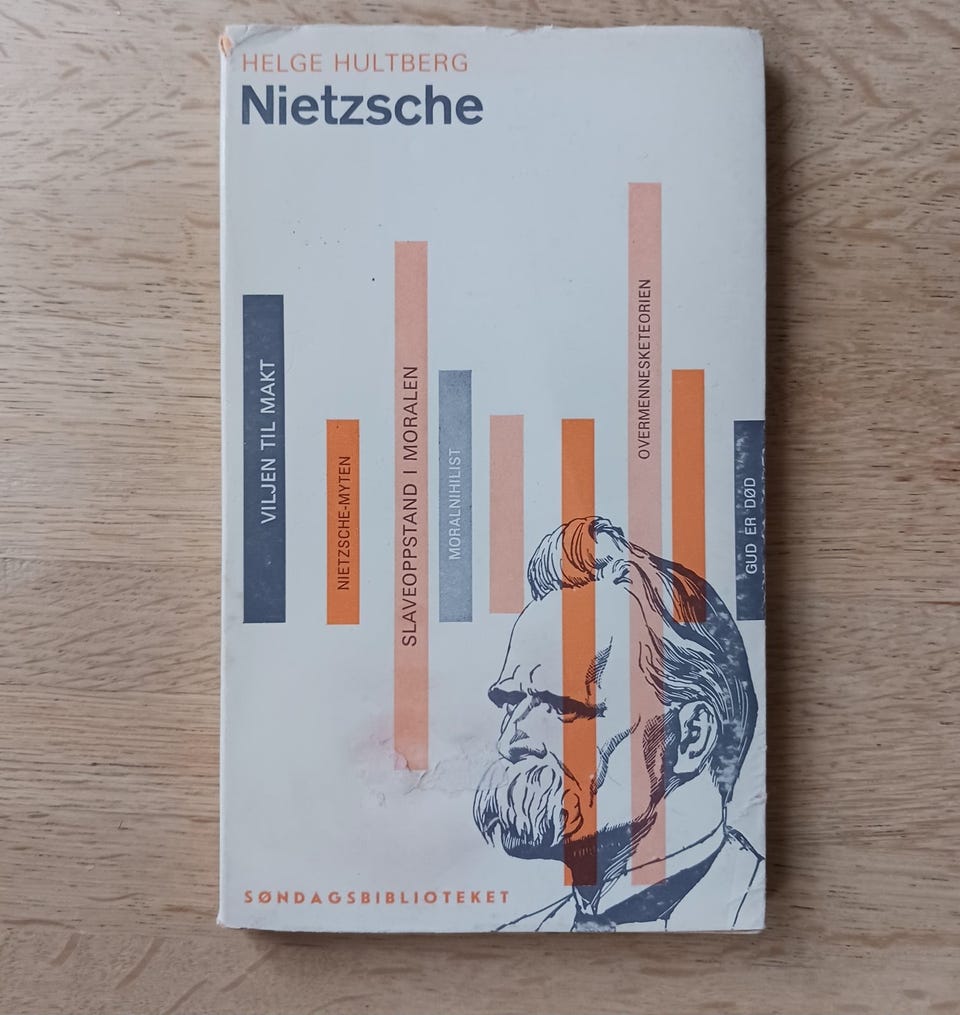 HELGE HULTBERG
Nietzsche
VILJEN TIL MAKT
NIETZSCHE-MYTEN
SLAVEOPPSTAND I MORALEN
MORALNIHILIST
OVERMENNESKETEORIEN
GUD ER DØD
SØNDAGSBIBLIOTEKET